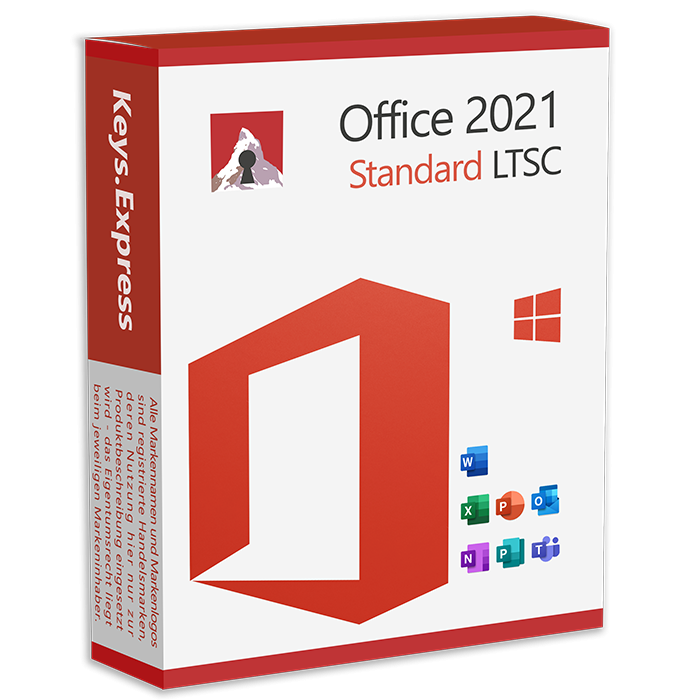 Office 2021
Standard LTSC
Keys.Express
Alle Markennamen und Markenlogos
sind registrierte Handelsmarken,
deren Nutzung hier nur zur
Produktbeschreibung eingesetzt
wird - das Eigentumsrecht liegt
beim jeweiligen Markeninhaber.
W
X P O
N P T